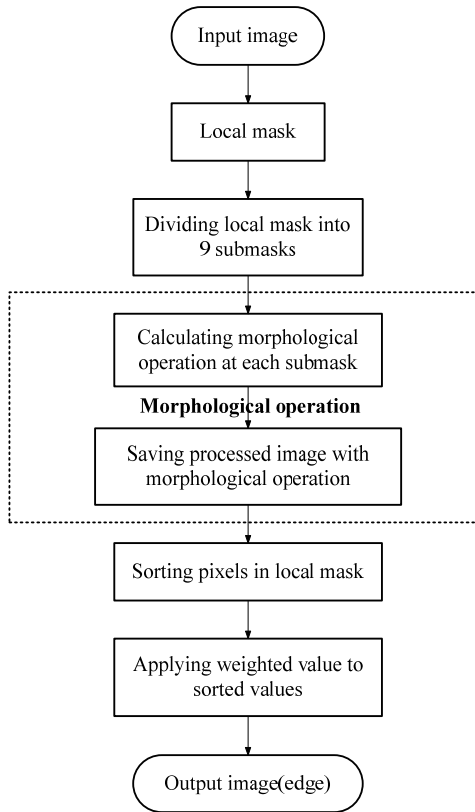 Input image
Local mask
Dividing local mask into
9 submasks
Calculating morphological
operation at each submask
Morphological operation
Saving processed image with
morphological operation
Sorting pixels in local mask
Applying weighted value to
sorted values
Output image(edge)